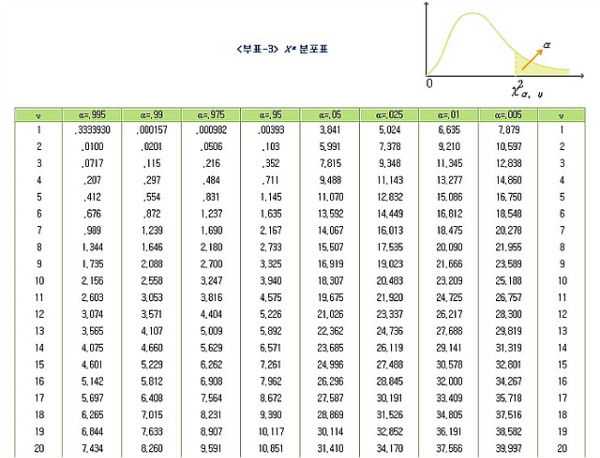 <부표-3> X² 분포표
α
0
χ²α, υ
υ α=.995 α=.99 α=.975 α=.95 α=.05 α=.025 α=.01 α=.005 υ
1 .3333930 .000157 .000982 .00393 3,841 5,024 6,635 7,879 1
2 .0100 .0201 .0506 .103 5,991 7,378 9,210 10,597 2
3 .0717 .115 .216 .352 7,815 9,348 11,345 12,838 3
4 .207 .297 .484 .711 9,488 11,143 13,277 14,860 4
5 .412 .554 .831 1,145 11,070 12,832 15,086 16,750 5
6 .676 .872 1,237 1,635 13,592 14,449 16,812 18,548 6
7 .989 1,239 1,690 2,167 14,067 16,013 18,475 20,278 7
8 1,344 1,646 2,180 2,733 15,507 17,535 20,090 21,955 8
9 1,735 2,088 2,700 3,325 16,919 19,023 21,666 23,589 9
10 2,156 2,558 3,247 3,940 18,307 20,483 23,209 25,188 10
11 2,603 3,053 3,816 4,575 19,675 21,920 24,725 26,757 11
12 3,074 3,571 4,404 5,226 21,026 23,337 26,217 28,300 12
13 3,565 4,107 5,009 5,892 22,362 24,736 27,688 29,819 13
14 4,075 4,660 5,629 6,571 23,685 26,119 29,141 31,319 14
15 4,601 5,229 6,262 7,261 24,996 27,488 30,578 32,801 15
16 5,142 5,812 6,908 7,962 26,296 28,845 32,000 34,267 16
17 5,697 6,408 7,564 8,672 27,587 30,191 33,409 35,718 17
18 6,265 7,015 8,231 9,390 28,869 31,526 34,805 37,516 18
19 6,844 7,633 8,907 10,117 30,114 32,852 36,191 38,582 19
20 7,434 8,260 9,591 10,851 31,410 34,170 37,566 39,997 20